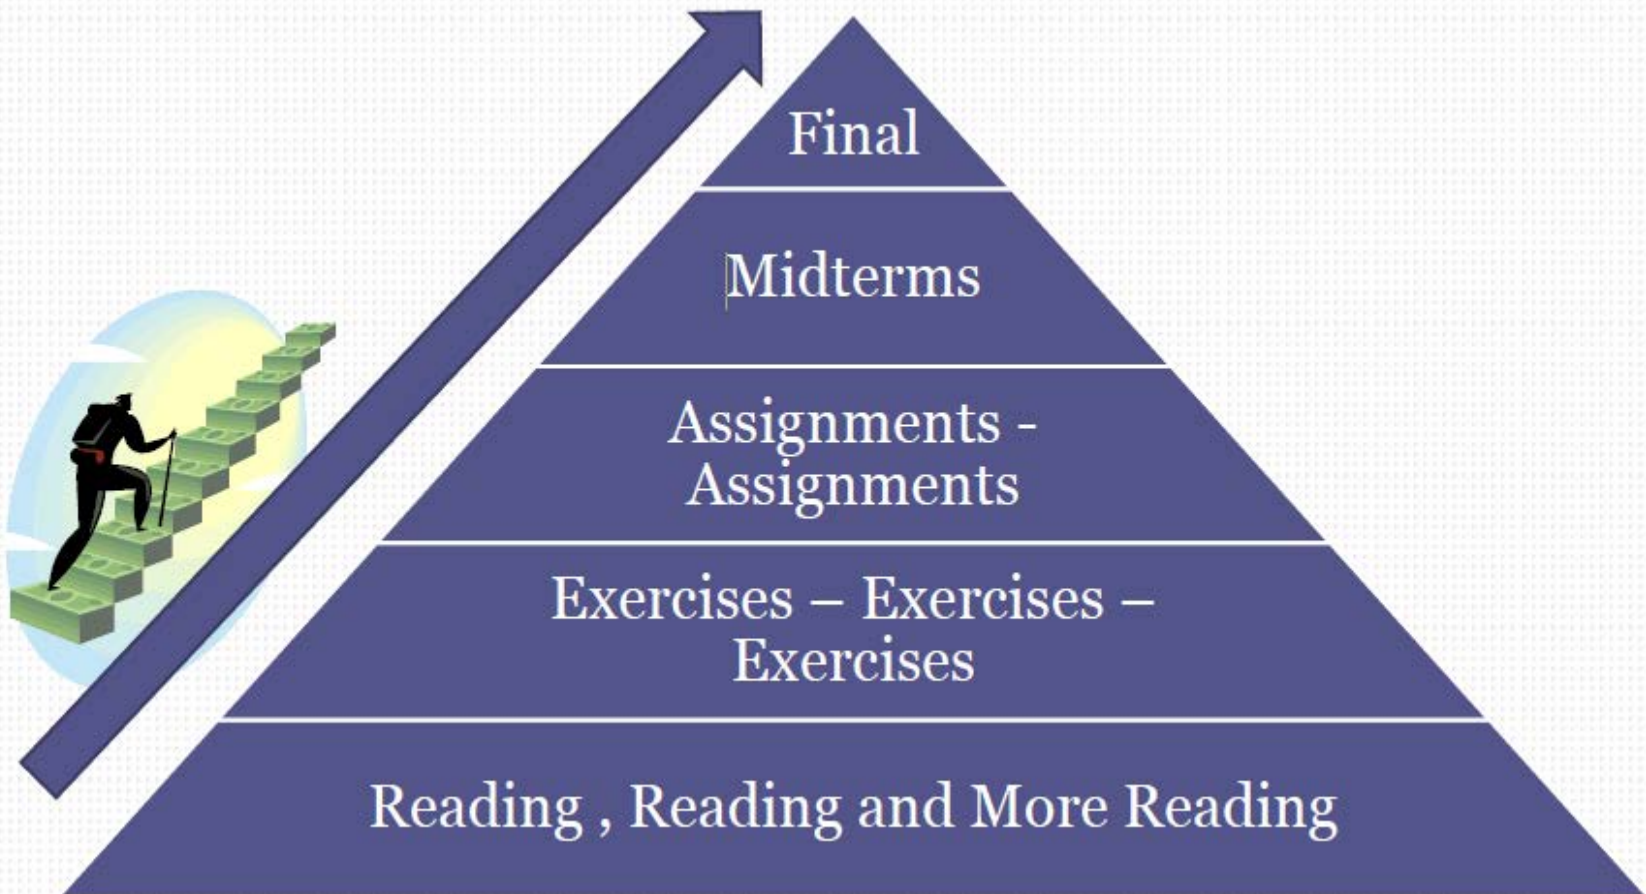 Final
Midterms
Assignments -
Assignments
Exercises – Exercises –
Exercises
Reading , Reading and More Reading